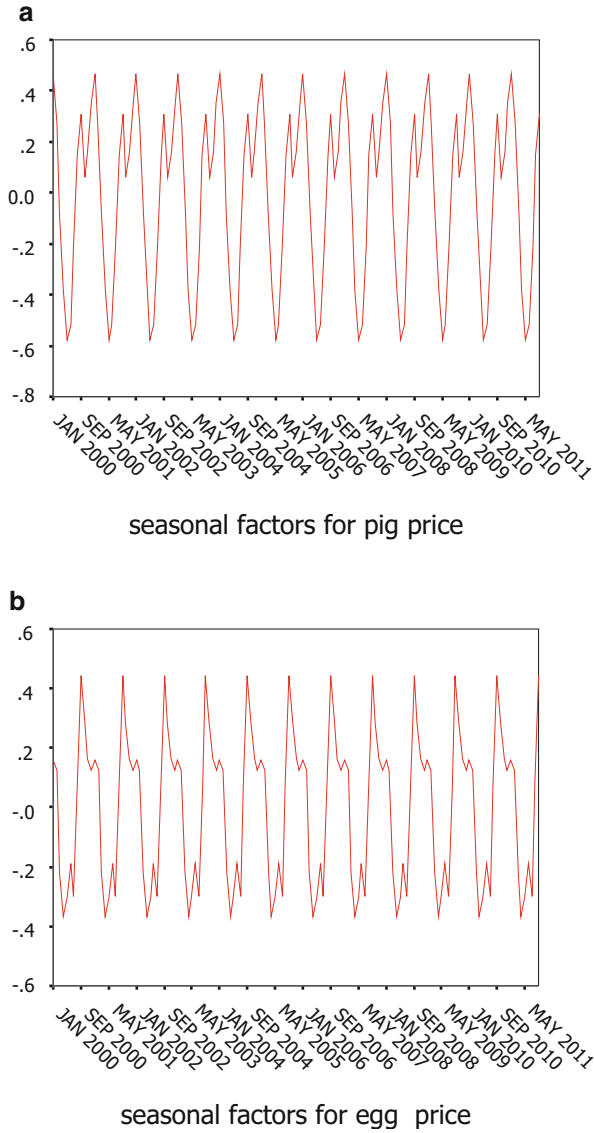 a
.6
.4
.2
0.0
-.2
-.4
-.6
-.8
JAN 2000
SEP 2000
MAY 2001
JAN 2002
SEP 2002
MAY 2003
JAN 2004
SEP 2004
MAY 2005
JAN 2006
SEP 2006
MAY 2007
JAN 2008
SEP 2008
MAY 2009
JAN 2010
SEP 2010
MAY 2011
seasonal factors for pig price
b
.6
.4
.2
-.0
-.2
-.4
-.6
JAN 2000
SEP 2000
MAY 2001
JAN 2002
SEP 2002
MAY 2003
JAN 2004
SEP 2004
MAY 2005
JAN 2006
SEP 2006
MAY 2007
JAN 2008
SEP 2008
MAY 2009
JAN 2010
SEP 2010
MAY 2011
seasonal factors for egg price